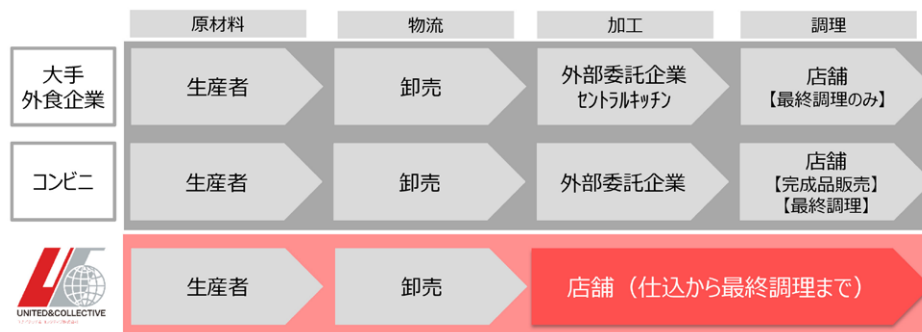 原材料
物流
加工
調理
大手
外食企業
生産者
卸売
外部委託企業
セントラルキッチン
店舗
【最終調理のみ】
コンビニ
生産者
卸売
外部委託企業
店舗
【完成品販売】
【最終調理】
UNITED&COLLECTIVE
生産者
卸売
店舗（仕込から最終調理まで）